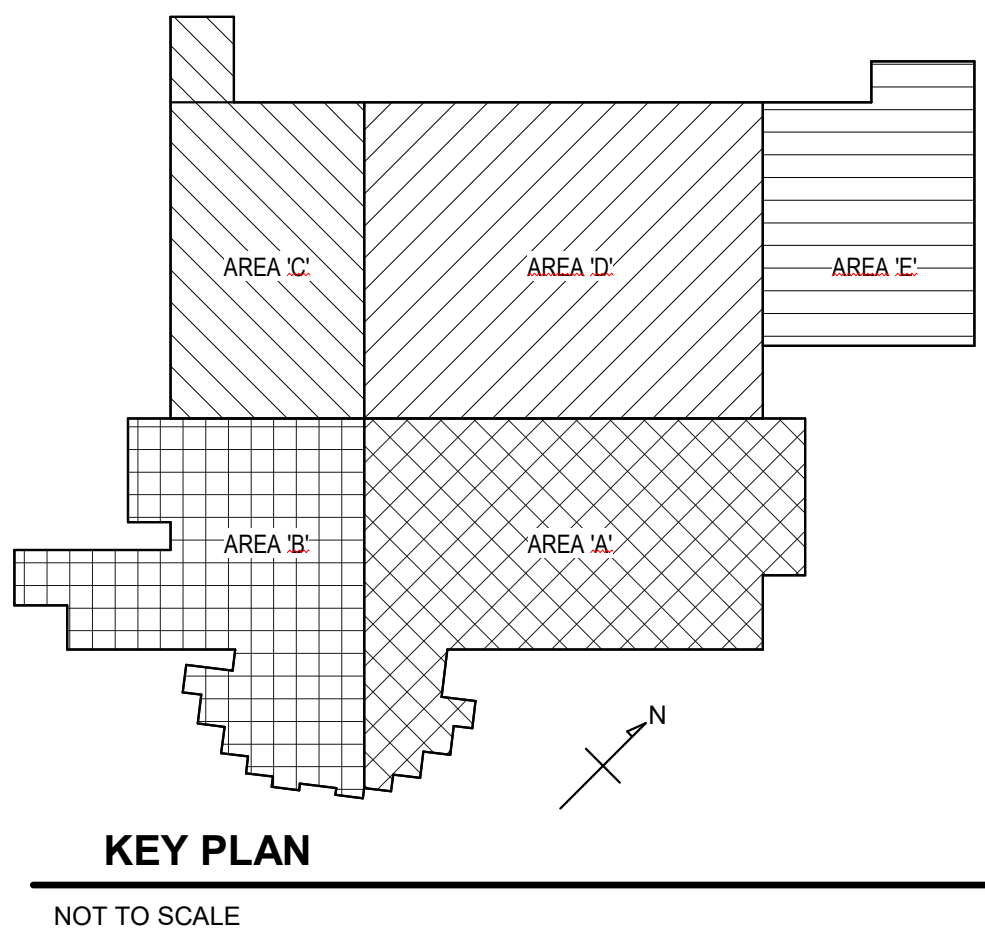 AREA 'C'
AREA 'D'
AREA 'E'
AREA 'B'
AREA 'A'
N
KEY PLAN
NOT TO SCALE